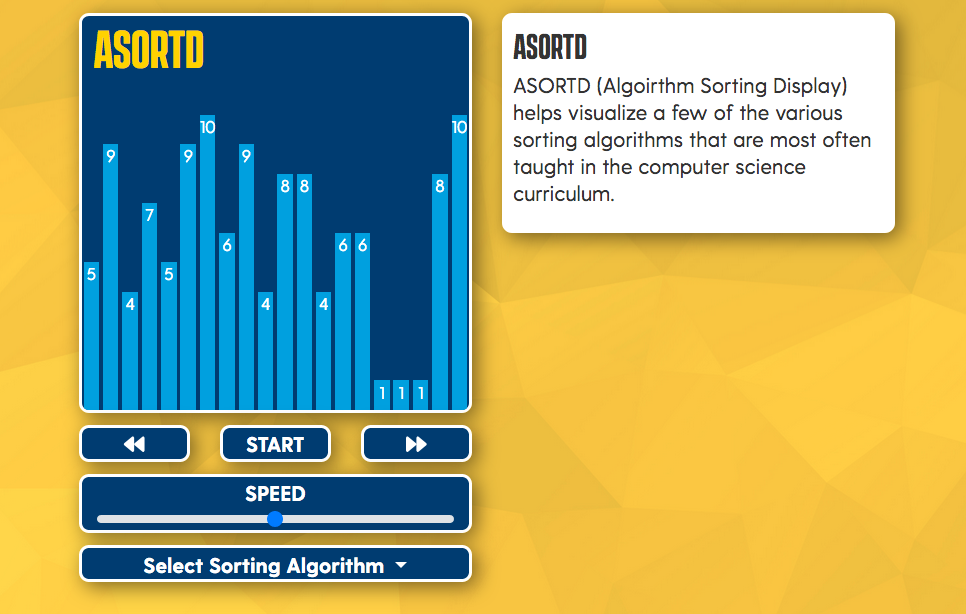 ASORTD
5 9 4 7 5 9 10 6 9 4 8 8 4 6 6 1 1 1 8 10
START
SPEED
Select Sorting Algorithm
ASORTD
ASORTD (Algoirthm Sorting Display)
helps visualize a few of the various
sorting algorithms that are most often
taught in the computer science
curriculum.